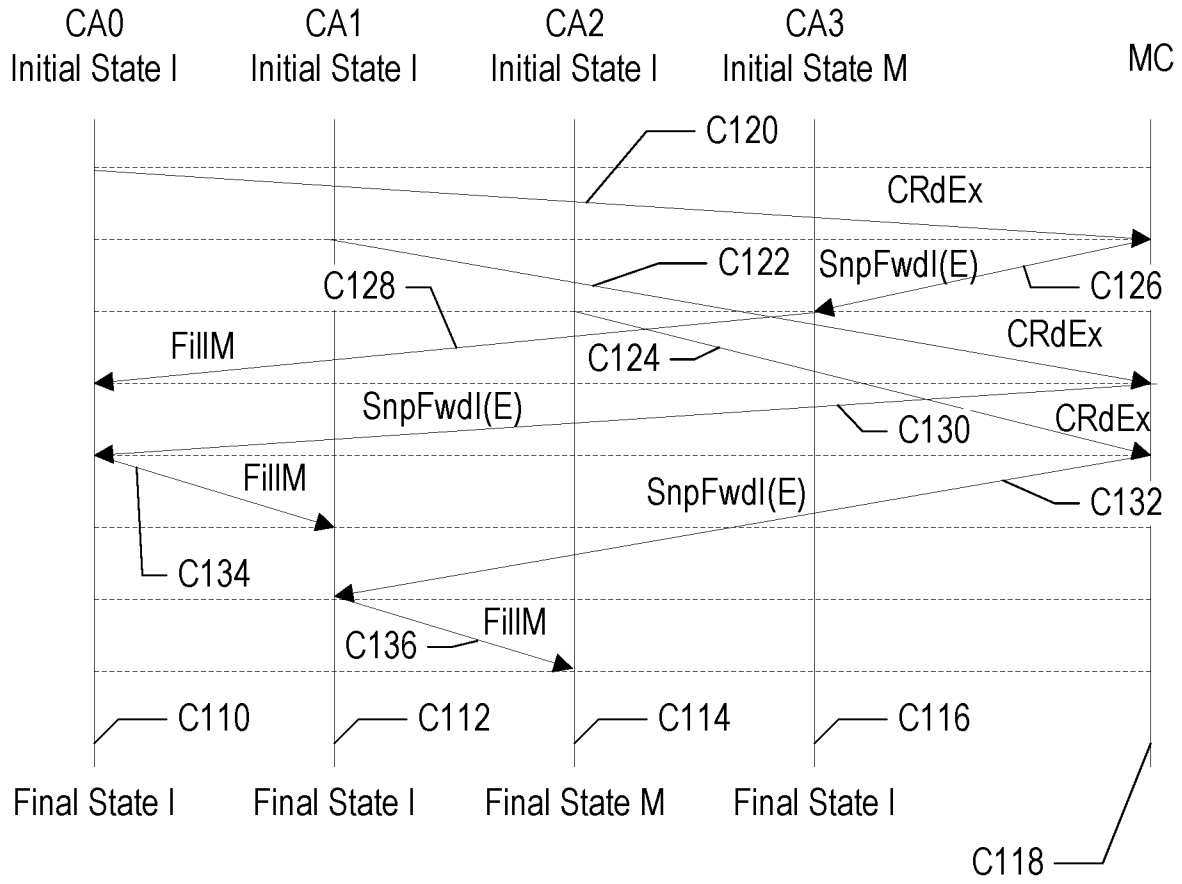 CA0
CA1
CA2
CA3
Initial State I
Initial State I
Initial State I
Initial State M
MC
C120
CRdEx
C122
SnpFwdI(E)
C126
C128
FillM
C124
CRdEx
SnpFwdI(E)
C130
CRdEx
FillM
SnpFwdI(E)
C132
C134
FillM
C136
C110
C112
C114
C116
Final State I
Final State I
Final State M
Final State I
C118